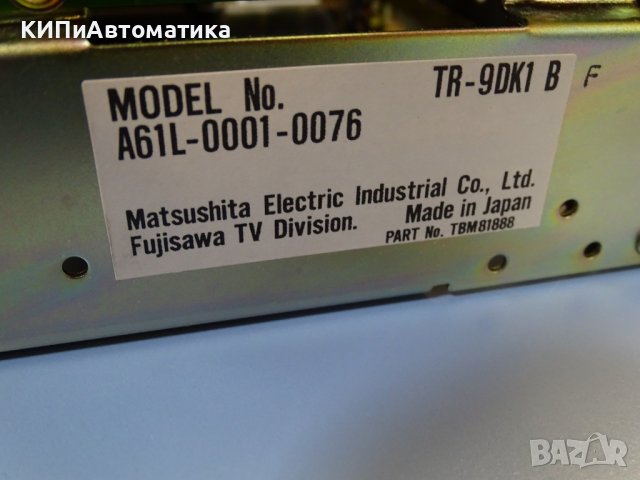 КИПиАвтоматика
MODEL No. TR-9DK1 B F
A61L-0001-0076
Matsushita Electric Industrial Co., Ltd.
Fujisawa TV Division. Made in Japan
PART No. TBM81888
BAZAR